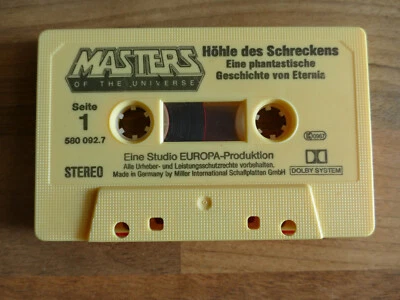 MASTERS
OF THE UNIVERSE
Höhle des Schreckens
Eine phantastische
Geschichte von Eternia
Seite
1
580 092.7
STEREO
Eine Studio EUROPA-Produktion
Alle Urheber- und Leistungsschutzrechte vorbehalten.
Made in Germany by Miller International Schallplatten GmbH
DOLBY SYSTEM